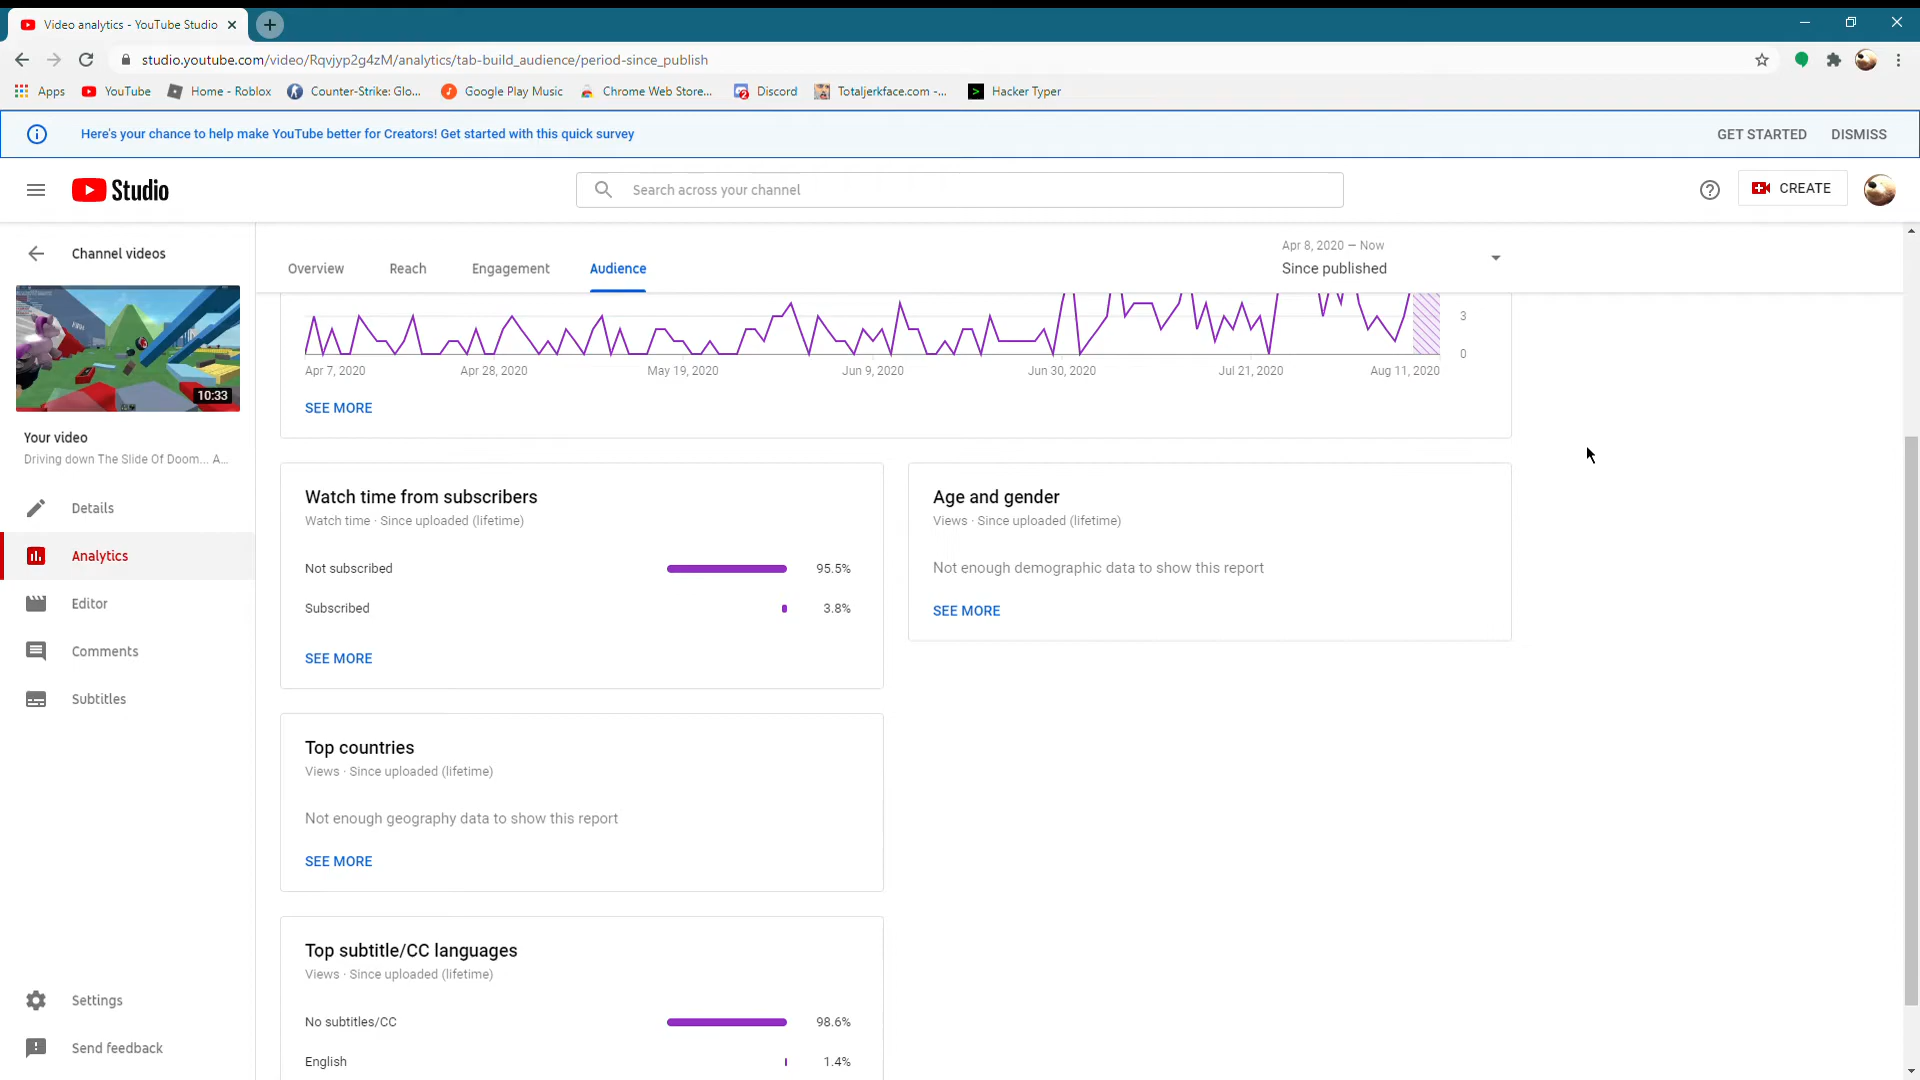 Video analytics - YouTube Studio
studio.youtube.com/video/Rqvjyp2g4zM/analytics/tab-build_audience/period-since_publish
Apps
YouTube
Home - Roblox
Counter-Strike: Glo...
Google Play Music
Chrome Web Store...
Discord
Totaljerkface.com -...
Hacker Typer
Here's your chance to help make YouTube better for Creators! Get started with this quick survey
GET STARTED
DISMISS
Studio
Search across your channel
CREATE
Channel videos
10:33
Your video
Driving down The Slide Of Doom... A...
Details
Analytics
Editor
Comments
Subtitles
Settings
Send feedback
Overview
Reach
Engagement
Audience
Apr 8, 2020 – Now
Since published
3
0
Apr 7, 2020
Apr 28, 2020
May 19, 2020
Jun 9, 2020
Jun 30, 2020
Jul 21, 2020
Aug 11, 2020
SEE MORE
Watch time from subscribers
Watch time · Since uploaded (lifetime)
Not subscribed 95.5%
Subscribed 3.8%
SEE MORE
Age and gender
Views · Since uploaded (lifetime)
Not enough demographic data to show this report
SEE MORE
Top countries
Views · Since uploaded (lifetime)
Not enough geography data to show this report
SEE MORE
Top subtitle/CC languages
Views · Since uploaded (lifetime)
No subtitles/CC 98.6%
English 1.4%